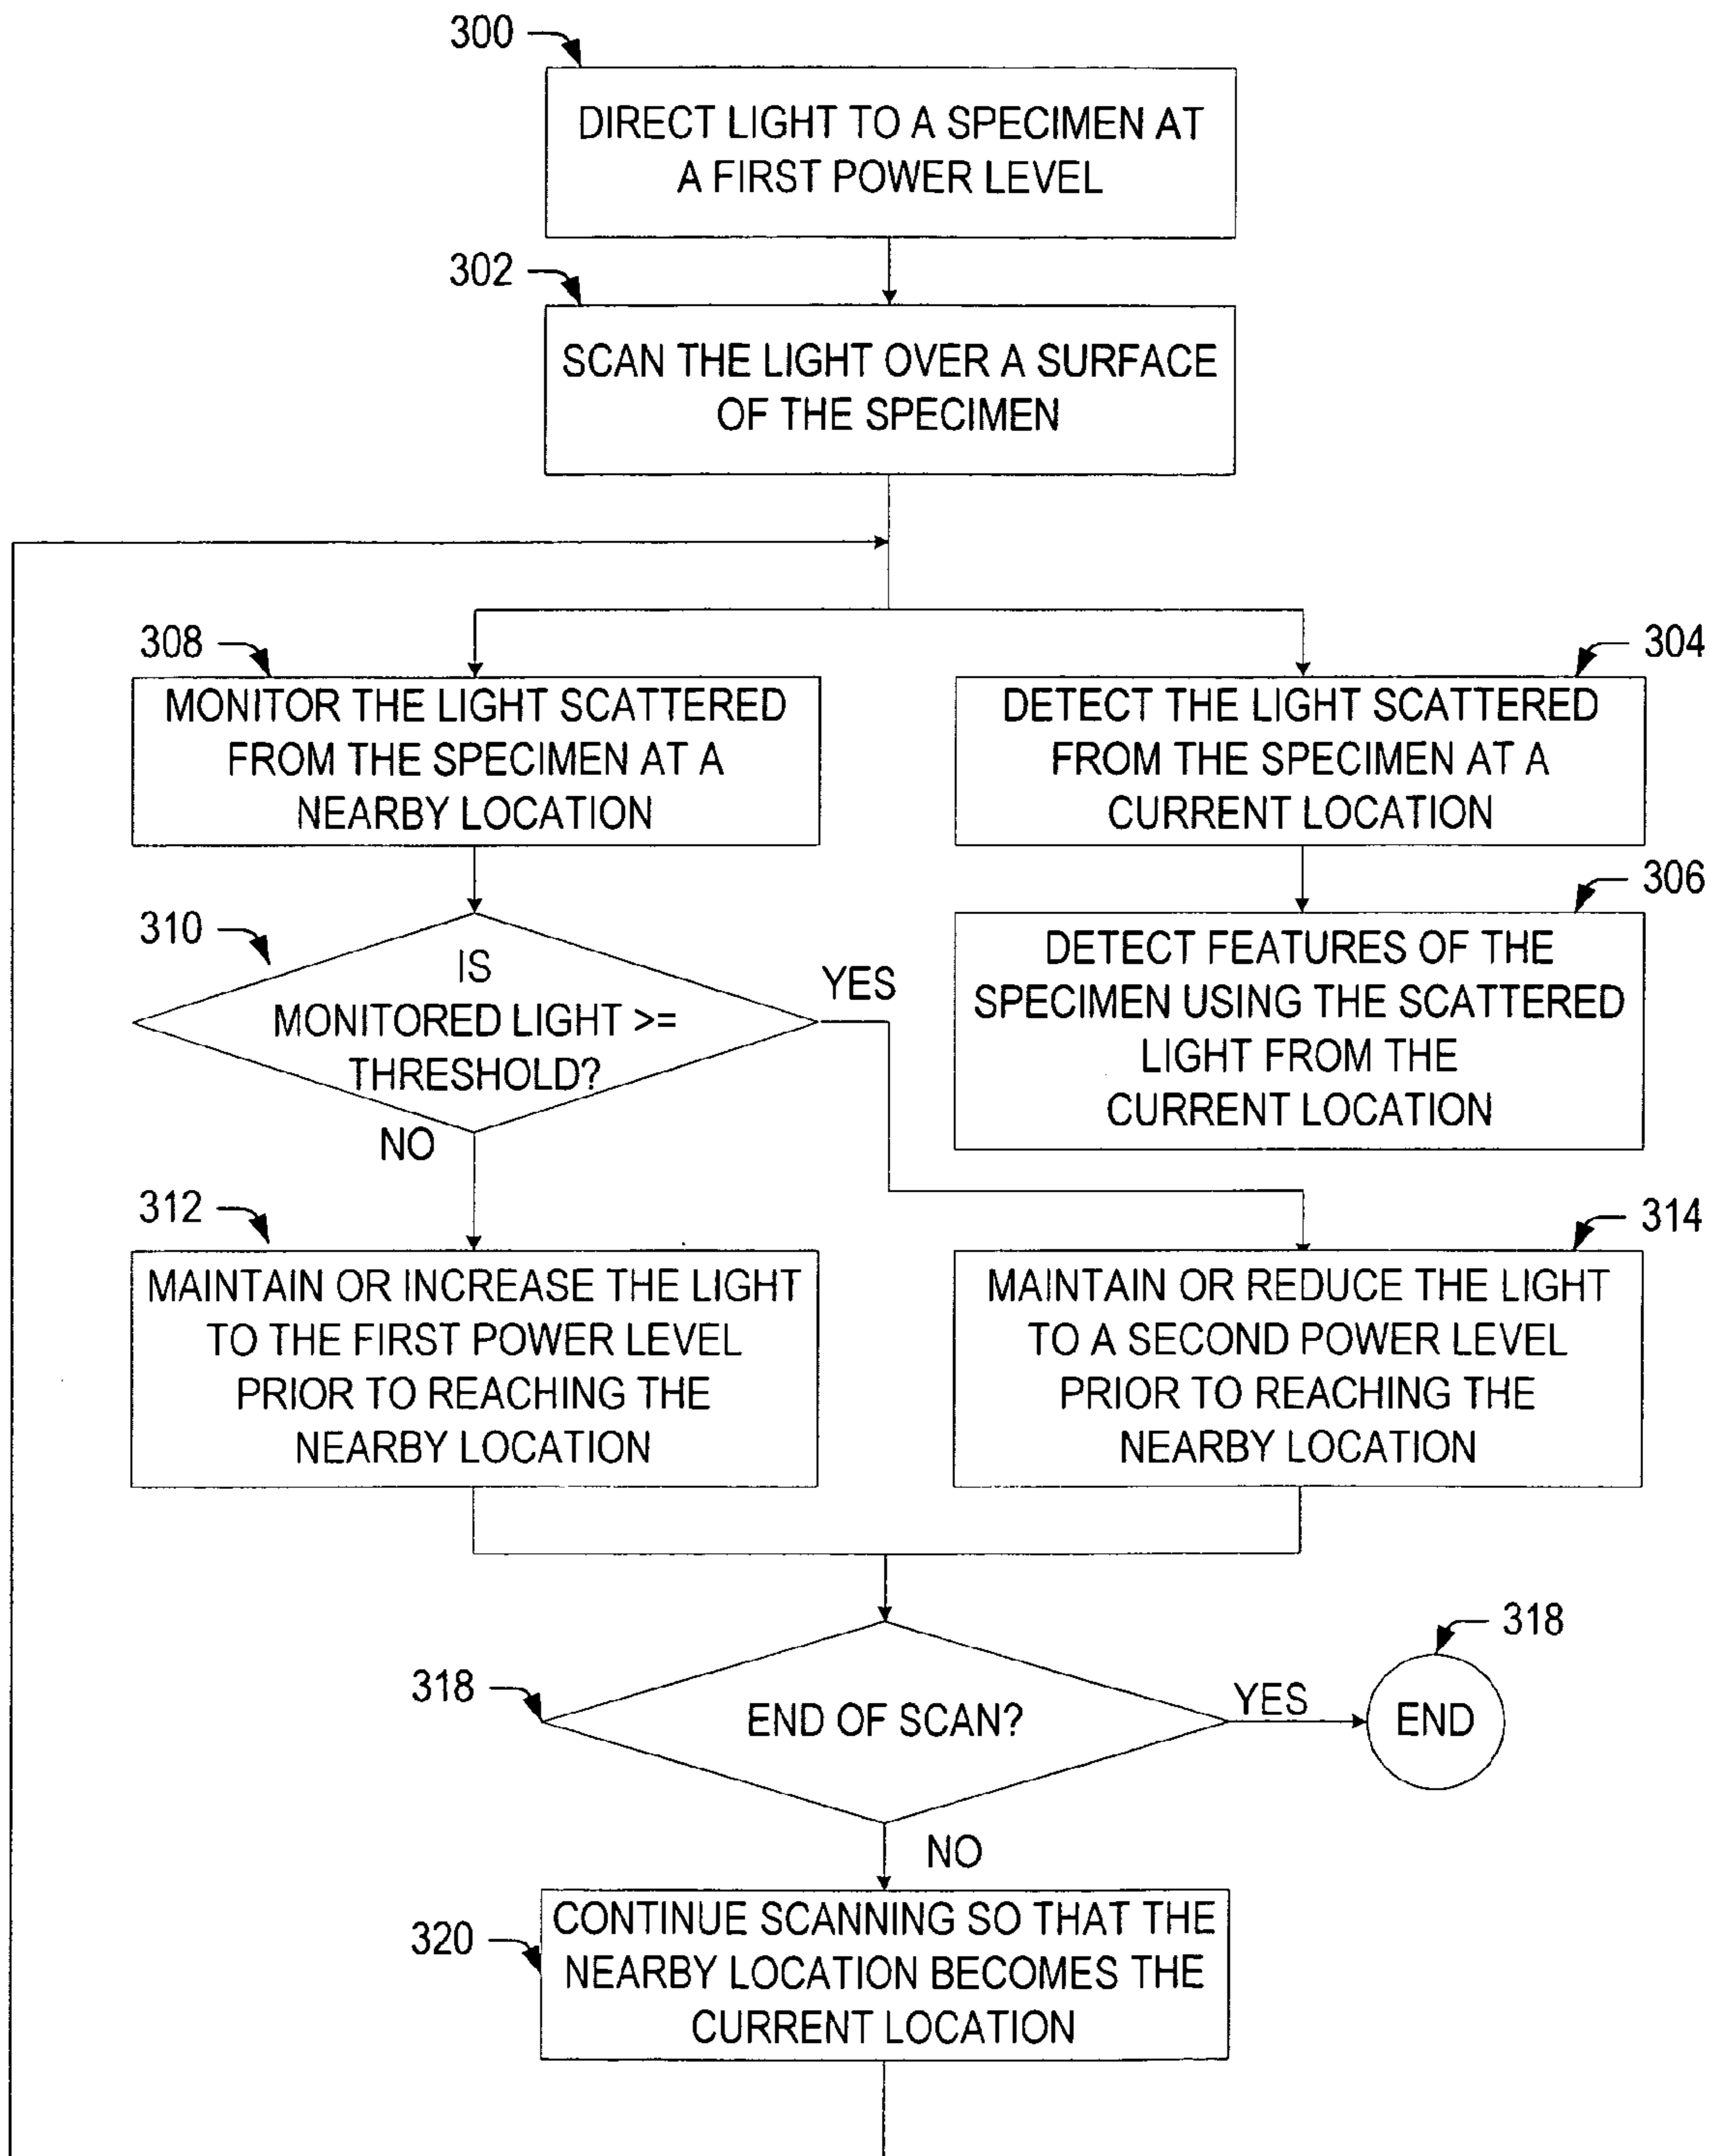 300
DIRECT LIGHT TO A SPECIMEN AT
A FIRST POWER LEVEL
302
SCAN THE LIGHT OVER A SURFACE
OF THE SPECIMEN
308
MONITOR THE LIGHT SCATTERED
FROM THE SPECIMEN AT A
NEARBY LOCATION
304
DETECT THE LIGHT SCATTERED
FROM THE SPECIMEN AT A
CURRENT LOCATION
306
DETECT FEATURES OF THE
SPECIMEN USING THE SCATTERED
LIGHT FROM THE
CURRENT LOCATION
310
IS
MONITORED LIGHT >=
THRESHOLD?
YES
NO
312
MAINTAIN OR INCREASE THE LIGHT
TO THE FIRST POWER LEVEL
PRIOR TO REACHING THE
NEARBY LOCATION
314
MAINTAIN OR REDUCE THE LIGHT
TO A SECOND POWER LEVEL
PRIOR TO REACHING THE
NEARBY LOCATION
318
END OF SCAN?
YES
318
END
NO
320
CONTINUE SCANNING SO THAT THE
NEARBY LOCATION BECOMES THE
CURRENT LOCATION